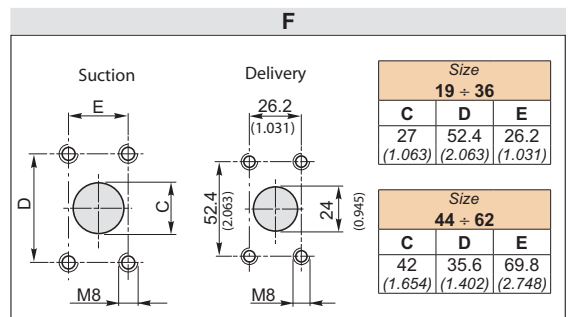 F
Suction
Delivery
E
D
C
M8
26.2
(1.031)
52.4
(2.063)
24
(0.945)
M8
Size
19 ÷ 36
C D E
27 52.4 26.2
(1.063) (2.063) (1.031)
Size
44 ÷ 62
C D E
42 35.6 69.8
(1.654) (1.402) (2.748)